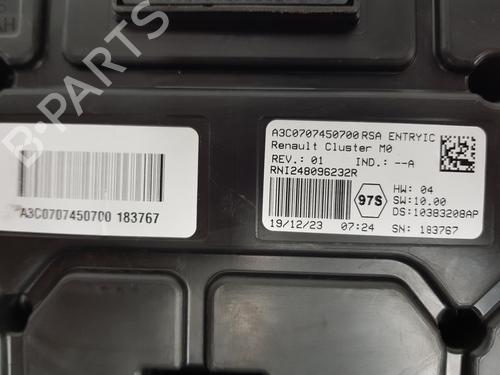 A3C0707450700 183767
A3C0707450700 RSA ENTRYIC
Renault Cluster M0
REV.: 01 IND.: --A
RNI248096232R
97S
HW: 04
SW:10.00
DS:10383208AP
19/12/23 07:24 SN: 183767